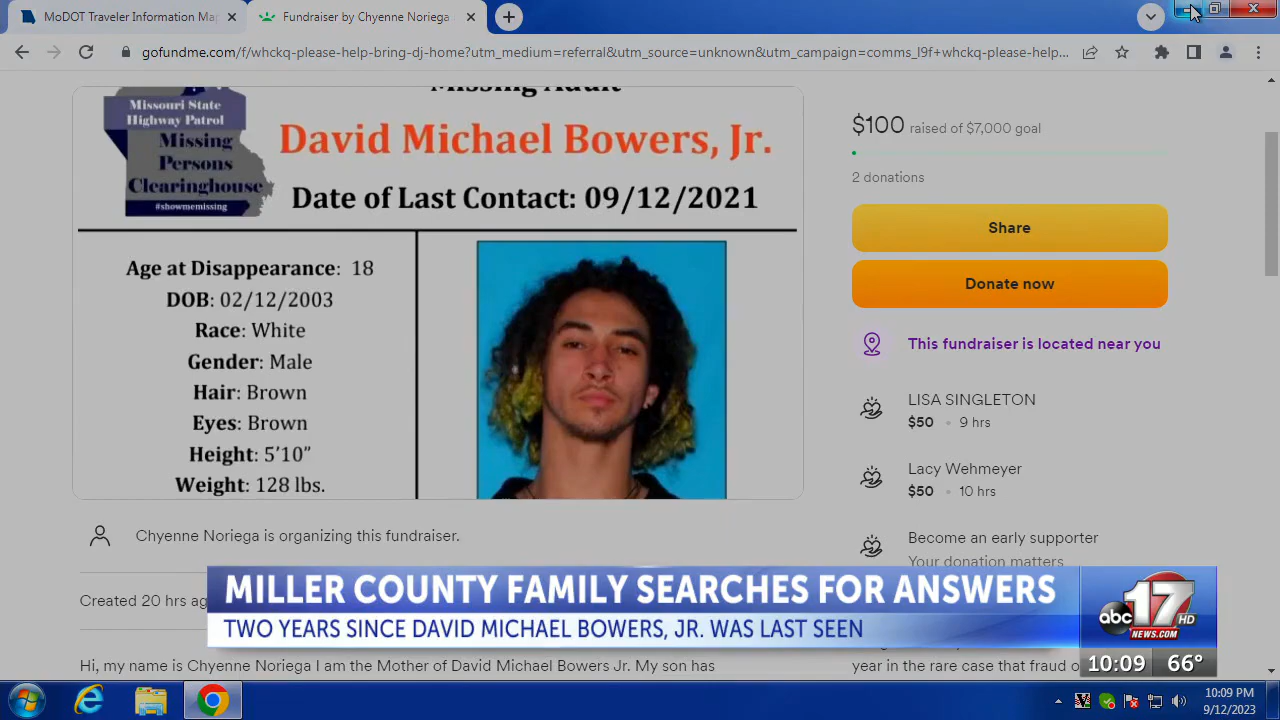 MoDOT Traveler Information Map
Fundraiser by Chyenne Noriega
gofundme.com/f/whckq-please-help-bring-dj-home?utm_medium=referral&utm_source=unknown&utm_campaign=comms_l9f+whckq-please-help...
Missing Adult
Missouri State
Highway Patrol
Missing
Persons
Clearinghouse
#showmemissing
David Michael Bowers, Jr.
Date of Last Contact: 09/12/2021
Age at Disappearance: 18
DOB: 02/12/2003
Race: White
Gender: Male
Hair: Brown
Eyes: Brown
Height: 5'10”
Weight: 128 lbs.
$100 raised of $7,000 goal
2 donations
Share
Donate now
This fundraiser is located near you
LISA SINGLETON
$50 • 9 hrs
Lacy Wehmeyer
$50 • 10 hrs
Become an early supporter
Your donation matters
Chyenne Noriega is organizing this fundraiser.
Created 20 hrs ag
MILLER COUNTY FAMILY SEARCHES FOR ANSWERS
TWO YEARS SINCE DAVID MICHAEL BOWERS, JR. WAS LAST SEEN
abc 17 HD
NEWS.COM
10:09 66°
Hi, my name is Chyenne Noriega I am the Mother of David Michael Bowers Jr. My son has
year in the rare case that fraud o
10:09 PM
9/12/2023